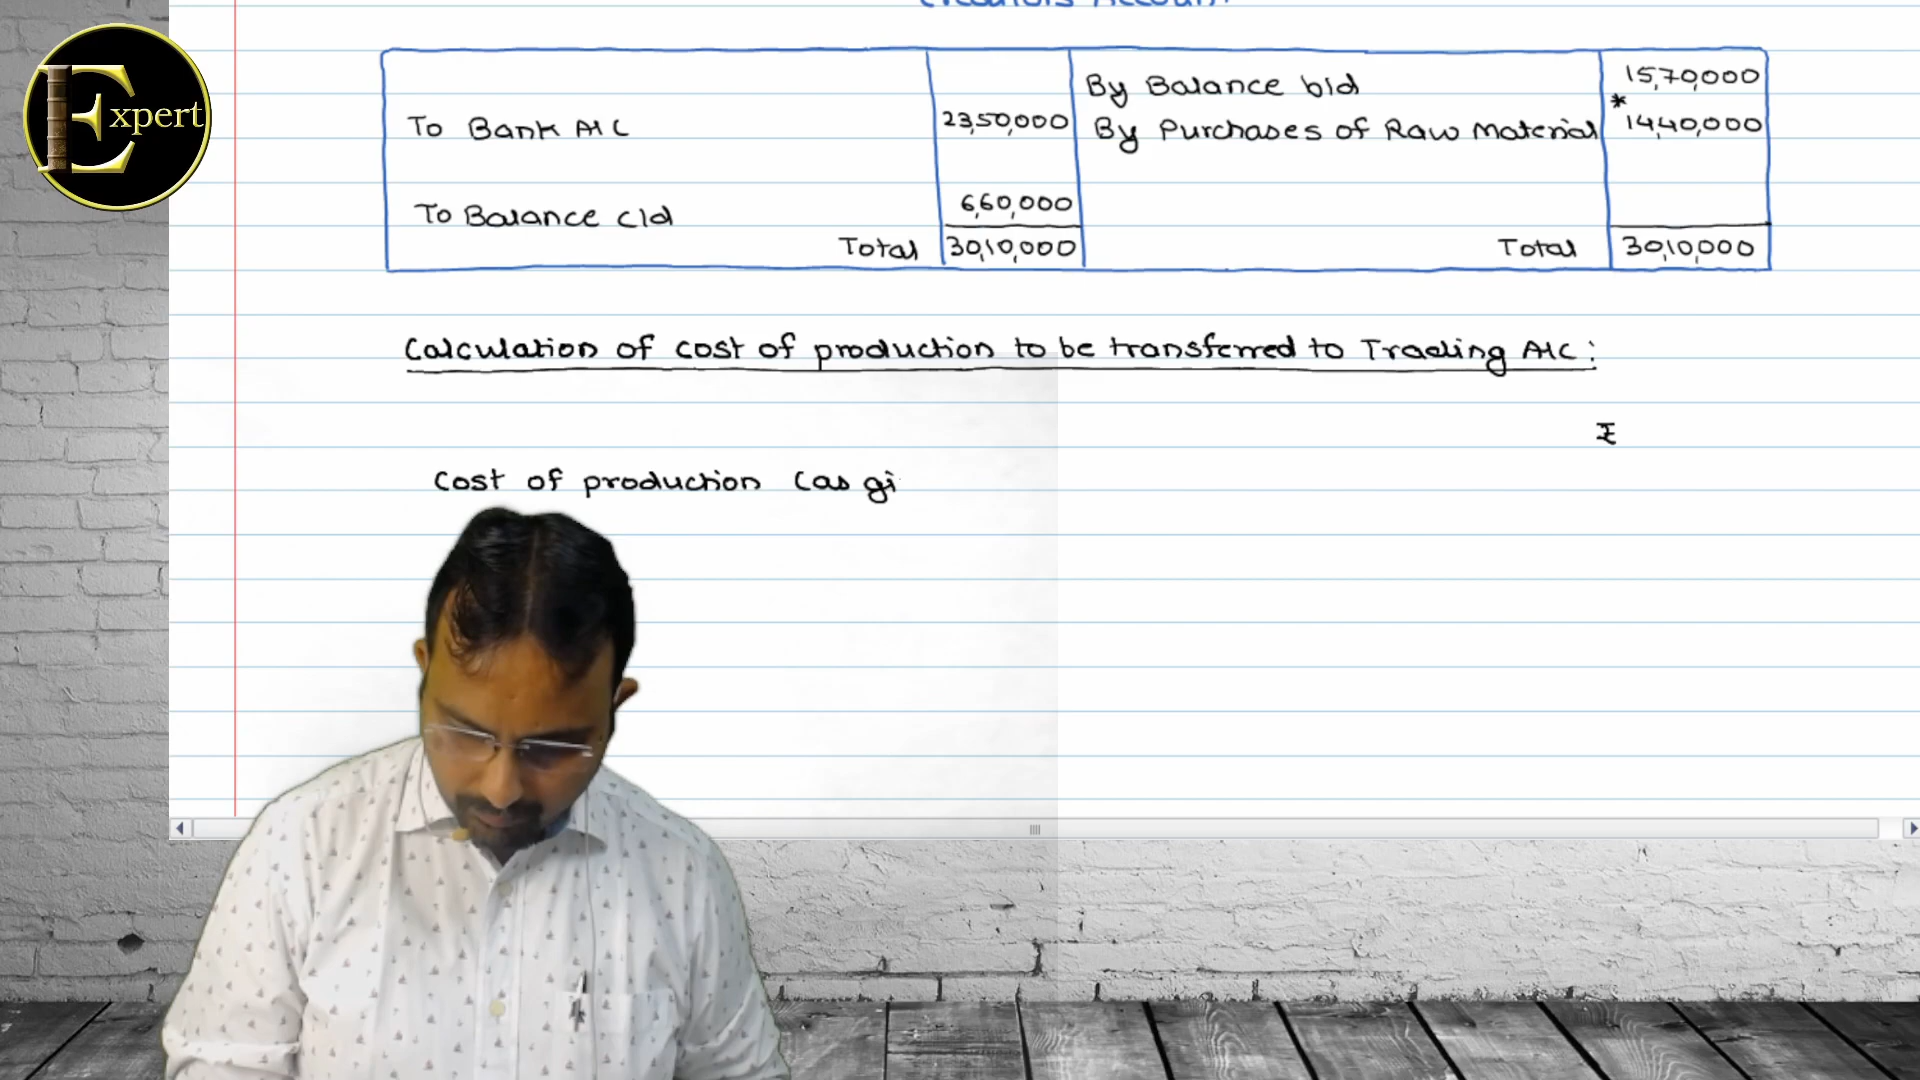 Expert
Creditors Account
By Balance b/d 15,70,000
To Bank A/C 23,50,000 By Purchases of Raw Material * 14,40,000
To Balance c/d 6,60,000
Total 30,10,000 Total 30,10,000
Calculation of cost of production to be transferred to Trading A/C :
₹
Cost of production (as gi